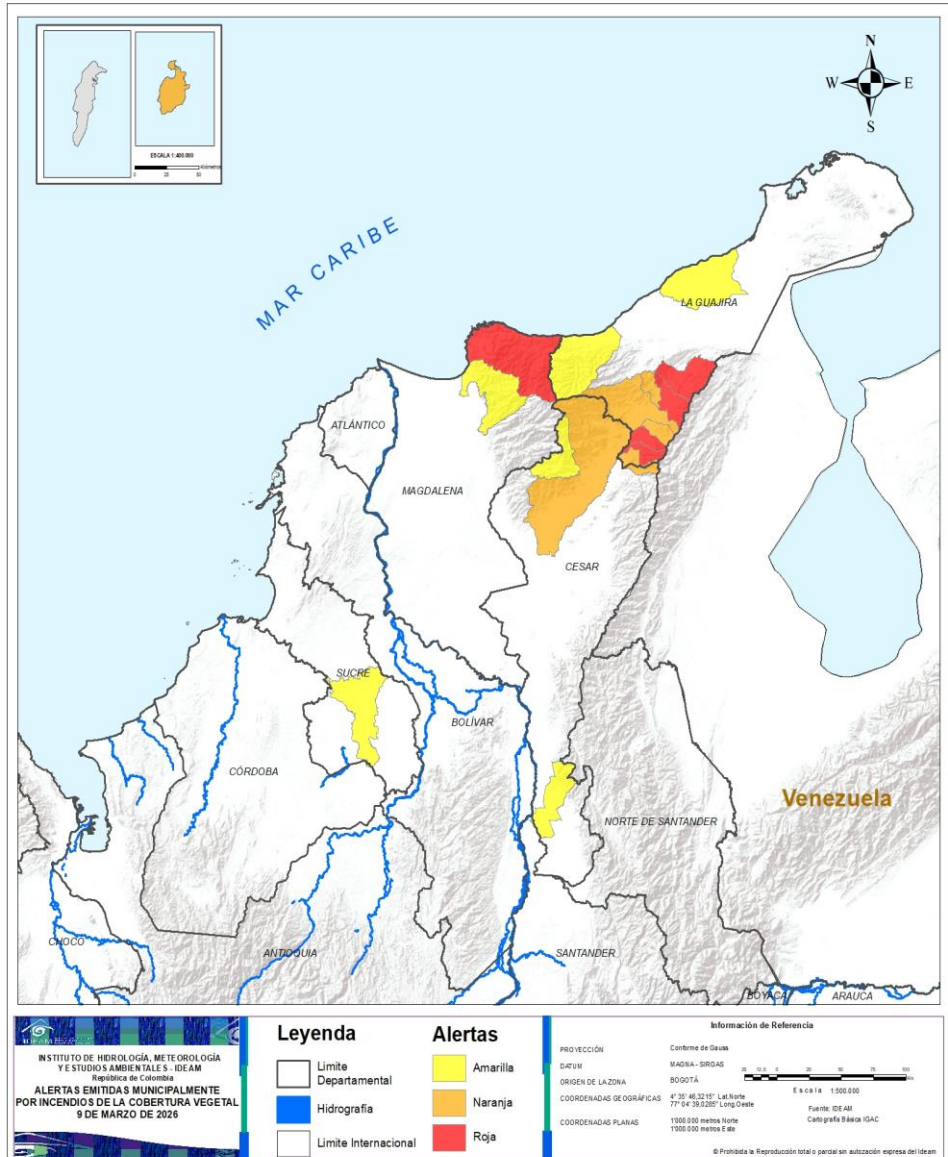 ESCALA 1:400.000
Kilómetros
0 25 50
N
W E
S
MAR CARIBE
LA GUAJIRA
ATLÁNTICO
MAGDALENA
CESAR
SUCRE
BOLÍVAR
CÓRDOBA
NORTE DE SANTANDER
Venezuela
CHOCO
ANTIOQUIA
SANTANDER
BOYACA
ARAUCA
IDEAM
INSTITUTO DE HIDROLOGÍA, METEOROLOGÍA
Y ESTUDIOS AMBIENTALES - IDEAM
República de Colombia
ALERTAS EMITIDAS MUNICIPALMENTE
POR INCENDIOS DE LA COBERTURA VEGETAL
9 DE MARZO DE 2026
Leyenda
Limite
Departamental
Hidrografía
Limite Internacional
Alertas
Amarilla
Naranja
Roja
Información de Referencia
PROYECCIÓN Conforme de Gauss
DATUM MAGNA - SIRGAS
ORIGEN DE LA ZONA BOGOTÁ
COORDENADAS GEOGRÁFICAS 4° 35' 46,3215" Lat.Norte
77° 04' 39,0285" Long.Oeste
COORDENADAS PLANAS 1'000.000 metros Norte
1'000.000 metros Este
Escala 1:500.000
Fuente: IDEAM
Cartografía Básica IGAC
© Prohibida la Reproducción total o parcial sin autozación expresa del Ideam